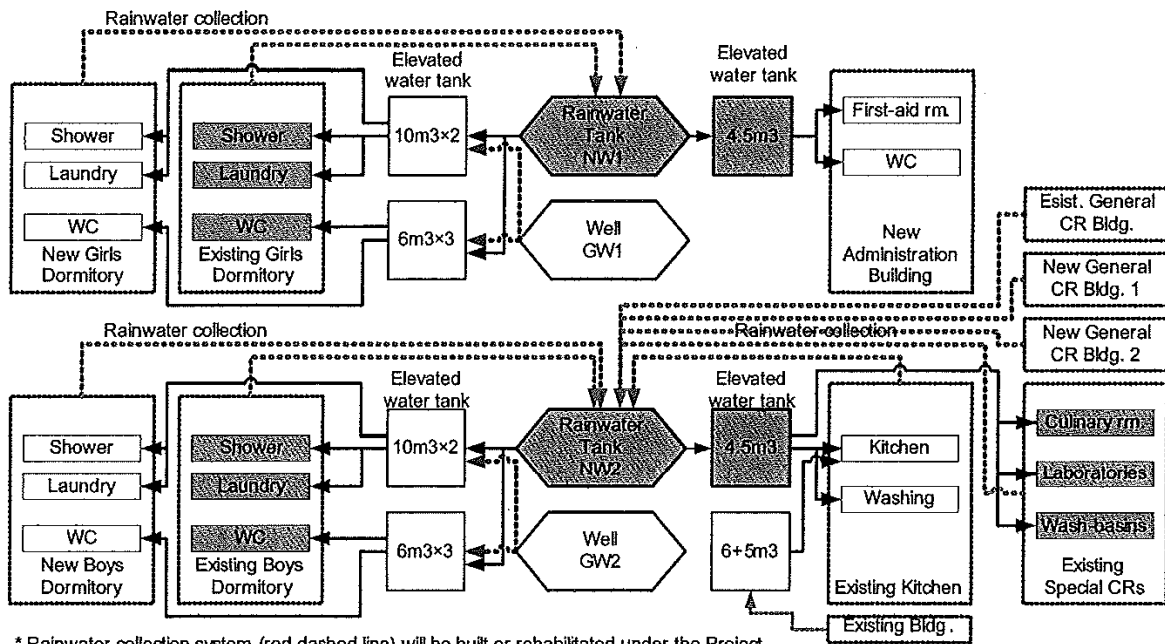 Rainwater collection
Elevated
water tank
Elevated
water tank
Shower
Laundry
WC
New Girls
Dormitory
Shower
Laundry
WC
Existing Girls
Dormitory
10m3×2
6m3×3
Rainwater
Tank
NW1
Well
GW1
4.5m3
First-aid rm.
WC
New
Administration
Building
Esist. General
CR Bldg.
New General
CR Bldg. 1
New General
CR Bldg. 2
Rainwater collection
Rainwater collection
Elevated
water tank
Elevated
water tank
Shower
Laundry
WC
New Boys
Dormitory
Shower
Laundry
WC
Existing Boys
Dormitory
10m3×2
6m3×3
Rainwater
Tank
NW2
Well
GW2
4.5m3
6+5m3
Kitchen
Washing
Existing Kitchen
Culinary rm.
Laboratories
Wash-basins
Existing
Special CRs
Existing Bldg.
* Rainwater collection system (red dashed line) will be built or rehabilitated under the Project